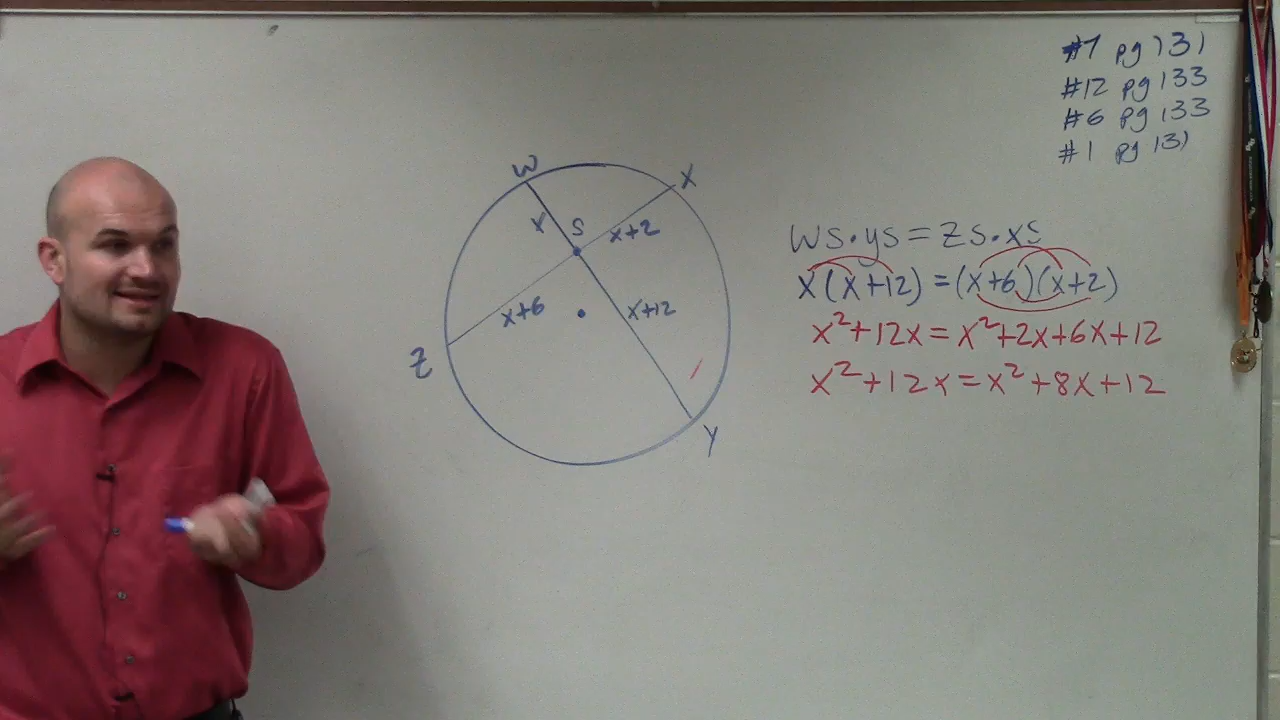 #7 pg 131
#12 pg 133
#6 pg 133
#1 pg 131
W
X
x
S
x+2
x+6
x+12
Z
Y
WS·YS=ZS·XS
x(x+12)=(x+6)(x+2)
x²+12x=x²+2x+6x+12
x²+12x=x²+8x+12